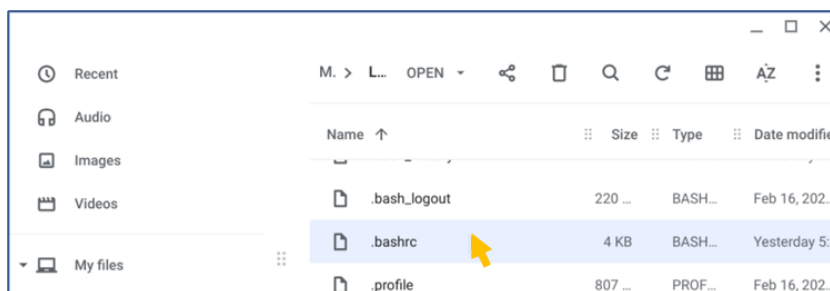 Recent
Audio
Images
Videos
My files
M. > L... OPEN
AZ
Name Size Type Date modifie
.bash_logout 220 ... BASH... Feb 16, 202...
.bashrc 4 KB BASH... Yesterday 5:
.profile 807 ... PROF... Feb 16, 202...